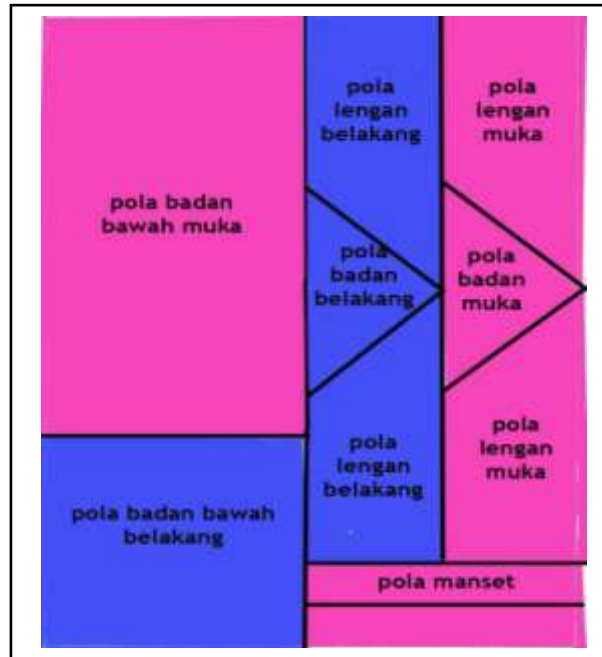 pola
lengan
belakang
pola
lengan
muka
pola badan
bawah muka
pola
badan
belakang
pola
badan
muka
pola
lengan
belakang
pola
lengan
muka
pola badan bawah
belakang
pola manset